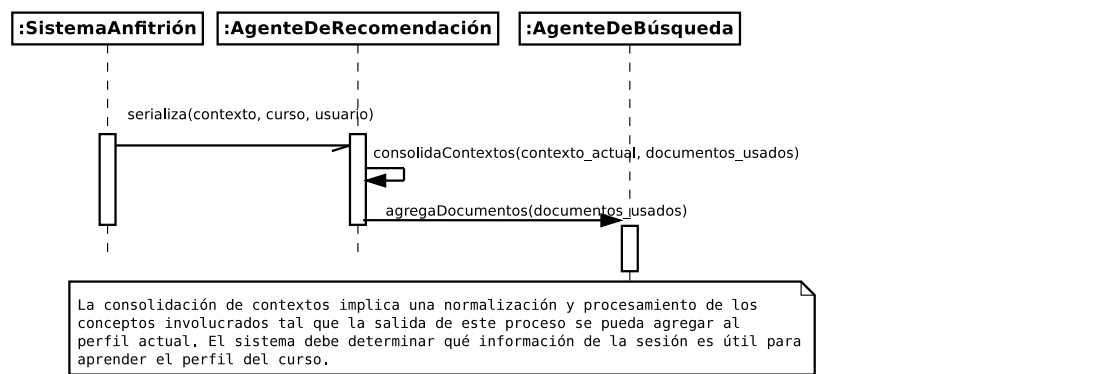 :SistemaAnfitrión
:AgenteDeRecomendación
:AgenteDeBúsqueda
serializa(contexto, curso, usuario)
consolidaContextos(contexto_actual, documentos_usados)
agregaDocumentos(documentos_usados)
La consolidación de contextos implica una normalización y procesamiento de los
conceptos involucrados tal que la salida de este proceso se pueda agregar al
perfil actual. El sistema debe determinar qué información de la sesión es útil para
aprender el perfil del curso.